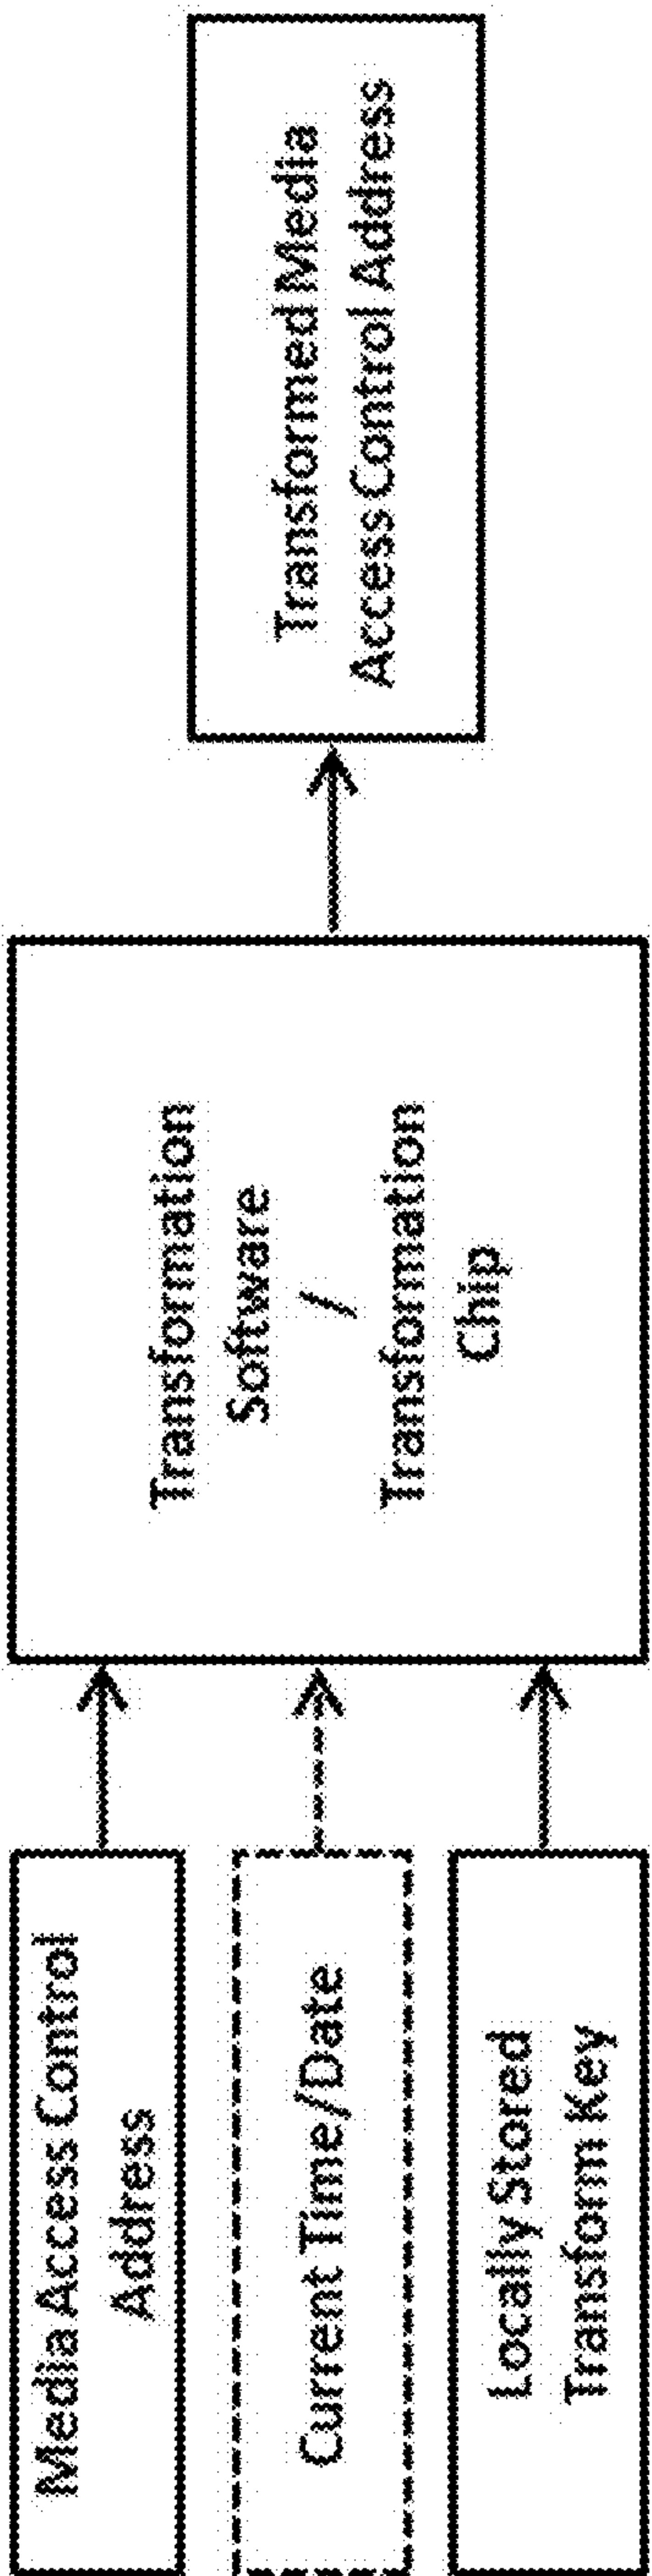 Media Access Control
Address
Current Time/Date
Locally Stored
Transform Key
Transformation
Software
/
Transformation
Chip
Transformed Media
Access Control Address